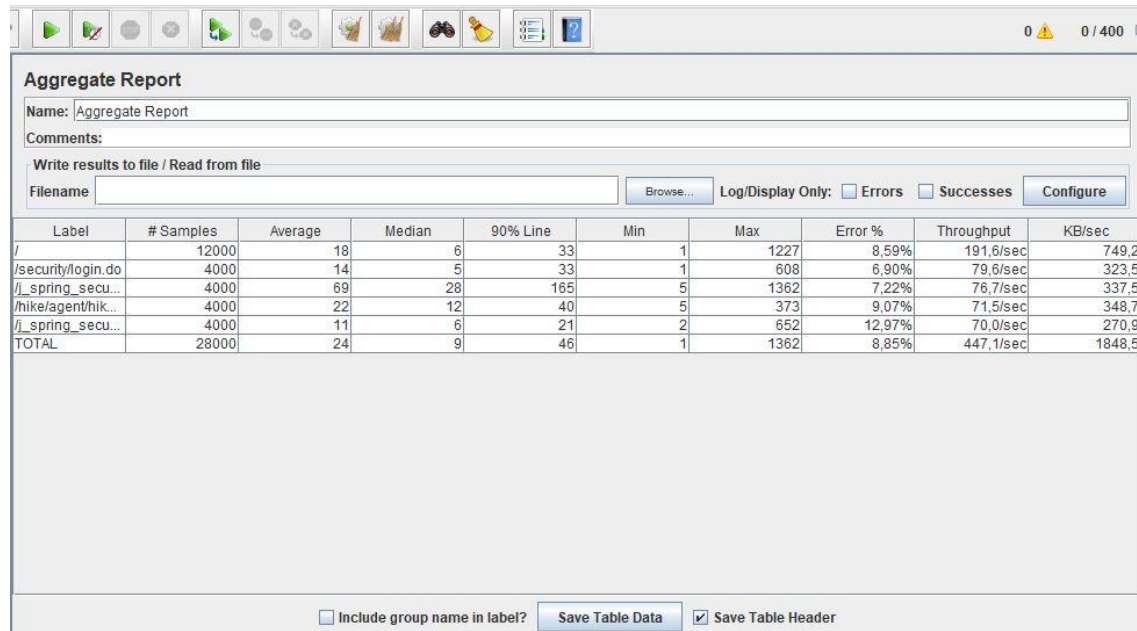 0 0 / 400
Aggregate Report
Name: Aggregate Report
Comments:
Write results to file / Read from file
Filename Browse... Log/Display Only: Errors Successes Configure
Label # Samples Average Median 90% Line Min Max Error % Throughput KB/sec
/ 12000 18 6 33 1 1227 8,59% 191,6/sec 749,2
/security/login.do 4000 14 5 33 1 608 6,90% 79,6/sec 323,5
/j_spring_secu... 4000 69 28 165 5 1362 7,22% 76,7/sec 337,5
/hike/agent/hik... 4000 22 12 40 5 373 9,07% 71,5/sec 348,7
/j_spring_secu... 4000 11 6 21 2 652 12,97% 70,0/sec 270,9
TOTAL 28000 24 9 46 1 1362 8,85% 447,1/sec 1848,5
Include group name in label? Save Table Data Save Table Header